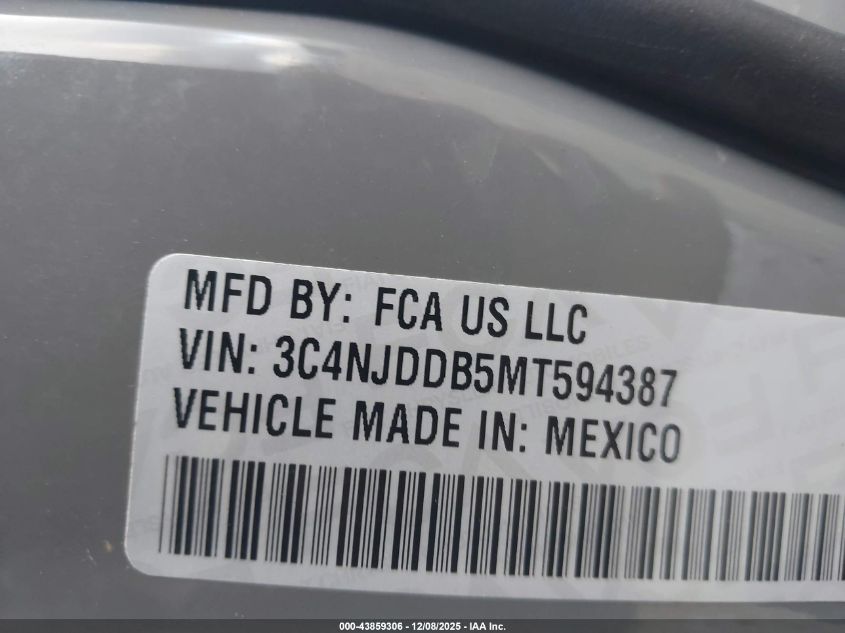 MFD BY: FCA US LLC
VIN: 3C4NJDDB5MT594387
VEHICLE MADE IN: MEXICO
000-43859306 - 12/08/2025 - IAA Inc.